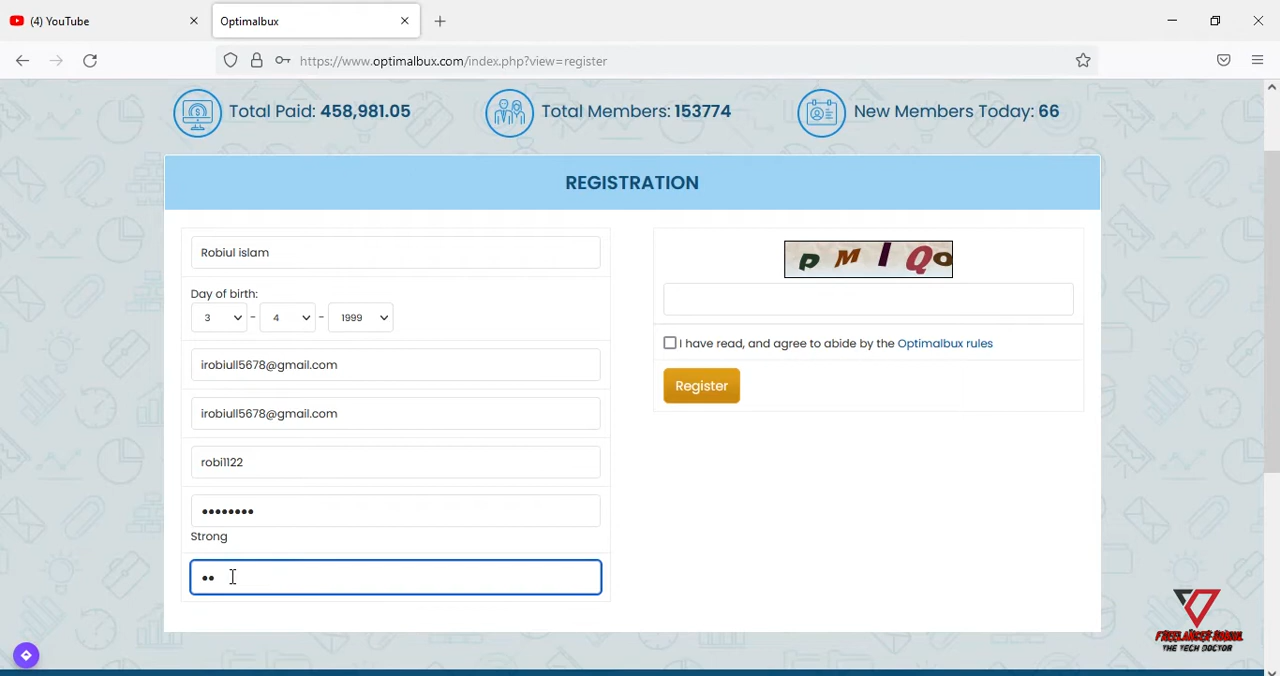 (4) YouTube
Optimalbux
https://www.optimalbux.com/index.php?view=register
Total Paid: 458,981.05
Total Members: 153774
New Members Today: 66
REGISTRATION
Robiul islam
Day of birth:
3 - 4 - 1999
irobiull5678@gmail.com
irobiull5678@gmail.com
robi1122
••••••••
Strong
••
P M I Q o
I have read, and agree to abide by the Optimalbux rules
Register
FREELANCER ROBIUL
THE TECH DOCTOR